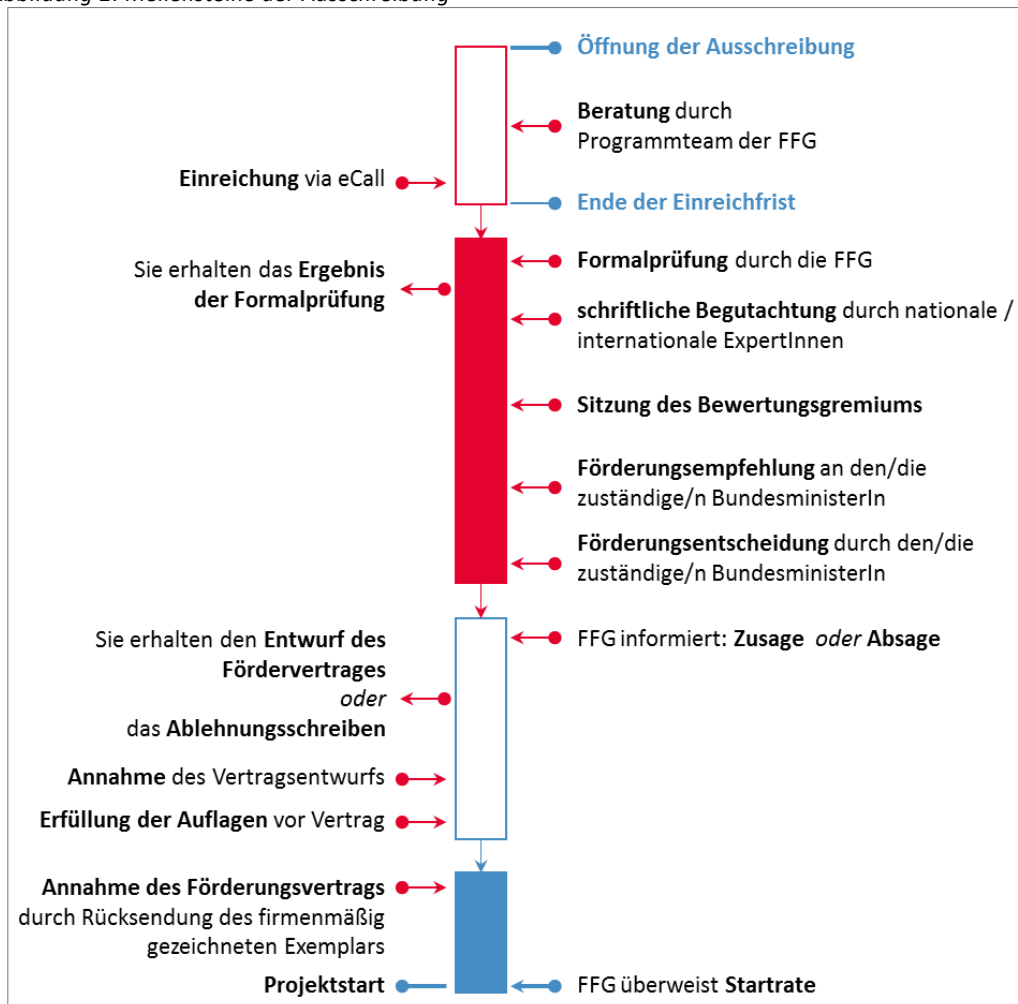 Meilensteine der Ausschreibung
Öffnung der Ausschreibung
Beratung durch
Programmteam der FFG
Einreichung via eCall
Ende der Einreichfrist
Formalprüfung durch die FFG
Sie erhalten das Ergebnis
der Formalprüfung
schriftliche Begutachtung durch nationale /
internationale ExpertInnen
Sitzung des Bewertungsgremiums
Förderungsempfehlung an den/die
zuständige/n BundesministerIn
Förderungsentscheidung durch den/die
zuständige/n BundesministerIn
FFG informiert: Zusage oder Absage
Sie erhalten den Entwurf des
Fördervertrages
oder
das Ablehnungsschreiben
Annahme des Vertragsentwurfs
Erfüllung der Auflagen vor Vertrag
Annahme des Förderungsvertrags
durch Rücksendung des firmenmäßig
gezeichneten Exemplars
Projektstart
FFG überweist Startrate